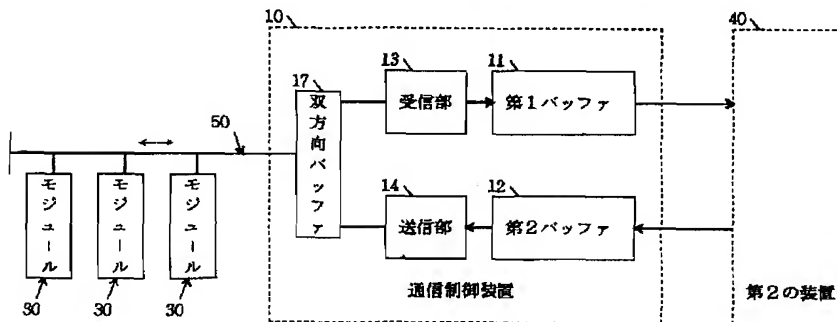 10
40
13
11
17
受信部
第1バッファ
双方向バッファ
50
14
12
送信部
第2バッファ
モジュール
モジュール
モジュール
30
30
30
通信制御装置
第2の装置